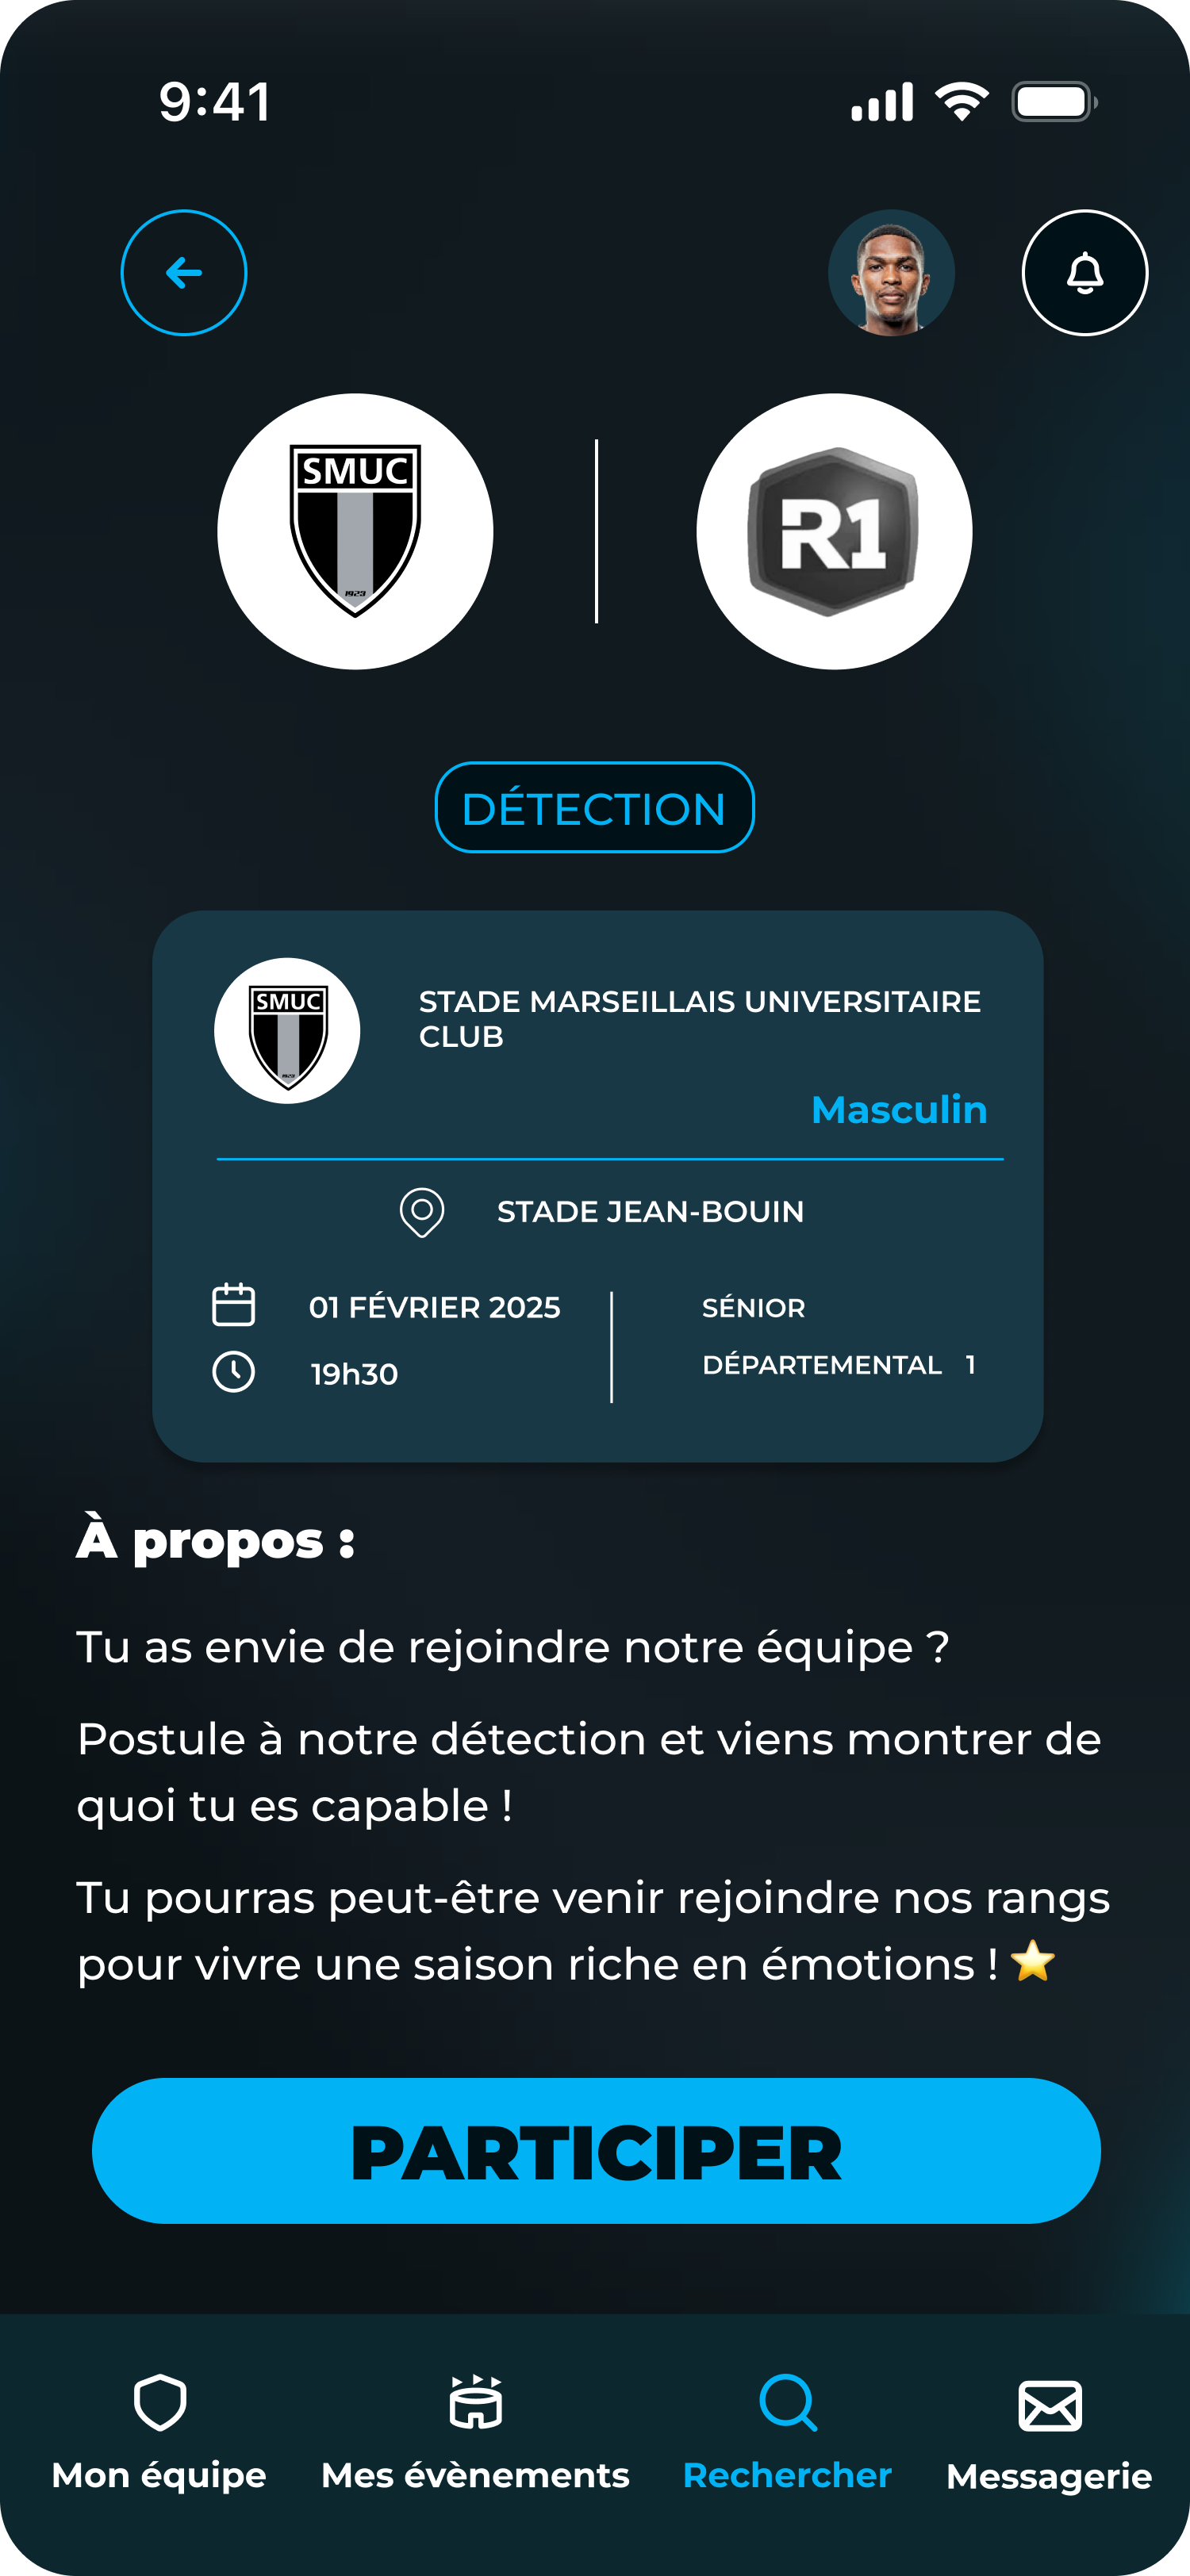 9:41
SMUC
1923
R1
DÉTECTION
SMUC
1923
STADE MARSEILLAIS UNIVERSITAIRE
CLUB
Masculin
STADE JEAN-BOUIN
01 FÉVRIER 2025
SÉNIOR
19h30
DÉPARTEMENTAL 1
À propos :
Tu as envie de rejoindre notre équipe ?
Postule à notre détection et viens montrer de
quoi tu es capable !
Tu pourras peut-être venir rejoindre nos rangs
pour vivre une saison riche en émotions ! ⭐
PARTICIPER
Mon équipe
Mes évènements
Rechercher
Messagerie